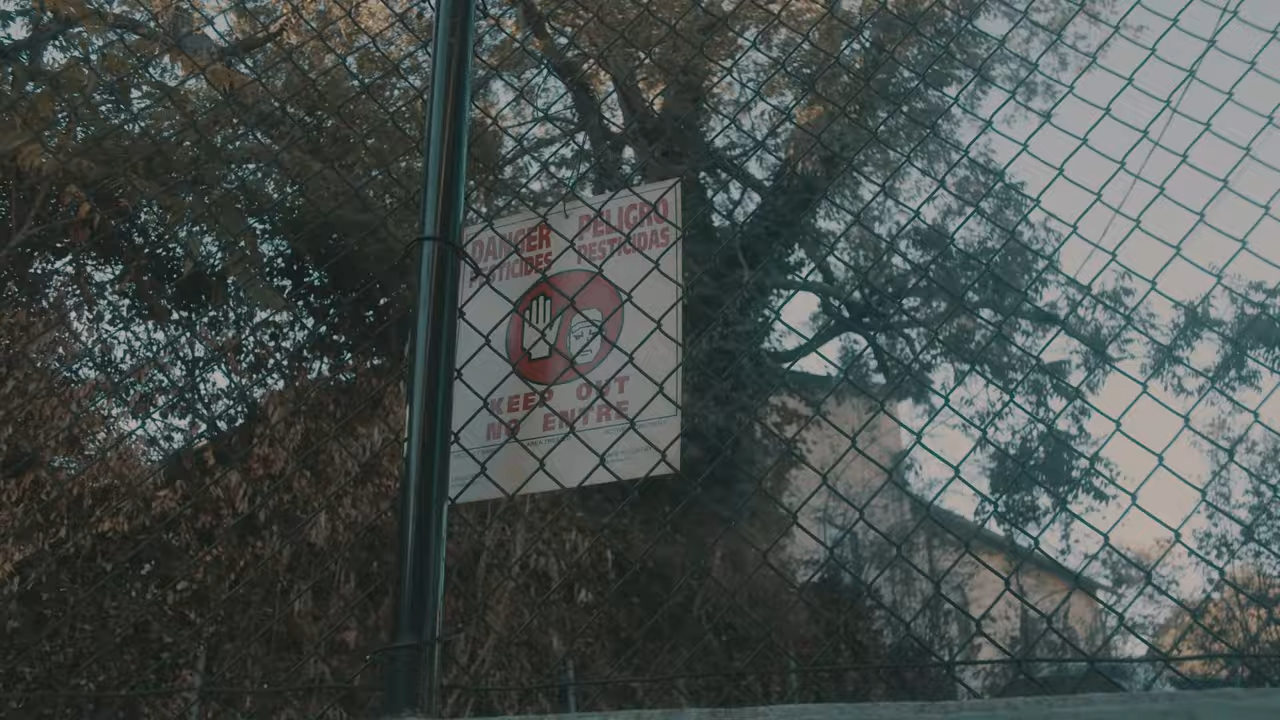 DANGER PELIGRO
PESTICIDES PESTICIDAS
KEEP OUT
NO ENTRE